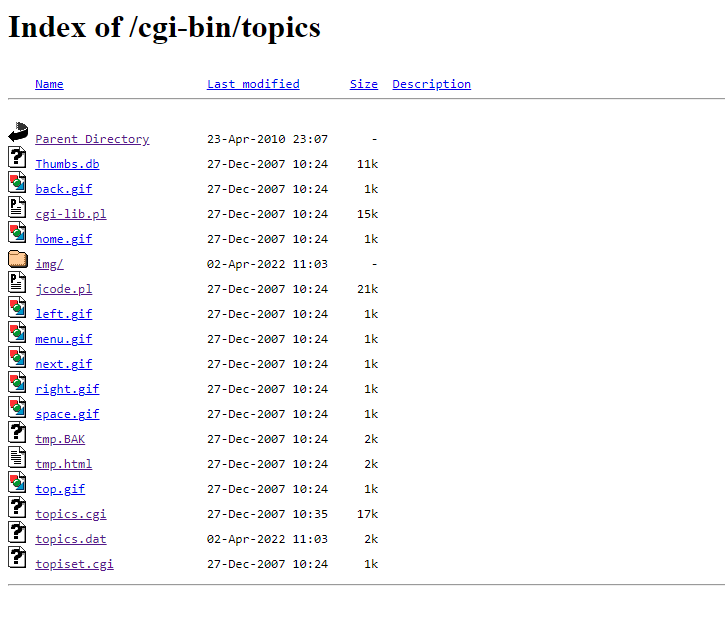 Index of /cgi-bin/topics
Name Last modified Size Description
Parent Directory 23-Apr-2010 23:07 -
Thumbs.db 27-Dec-2007 10:24 11k
back.gif 27-Dec-2007 10:24 1k
cgi-lib.pl 27-Dec-2007 10:24 15k
home.gif 27-Dec-2007 10:24 1k
img/ 02-Apr-2022 11:03 -
jcode.pl 27-Dec-2007 10:24 21k
left.gif 27-Dec-2007 10:24 1k
menu.gif 27-Dec-2007 10:24 1k
next.gif 27-Dec-2007 10:24 1k
right.gif 27-Dec-2007 10:24 1k
space.gif 27-Dec-2007 10:24 1k
tmp.BAK 27-Dec-2007 10:24 2k
tmp.html 27-Dec-2007 10:24 2k
top.gif 27-Dec-2007 10:24 1k
topics.cgi 27-Dec-2007 10:35 17k
topics.dat 02-Apr-2022 11:03 2k
topiset.cgi 27-Dec-2007 10:24 1k